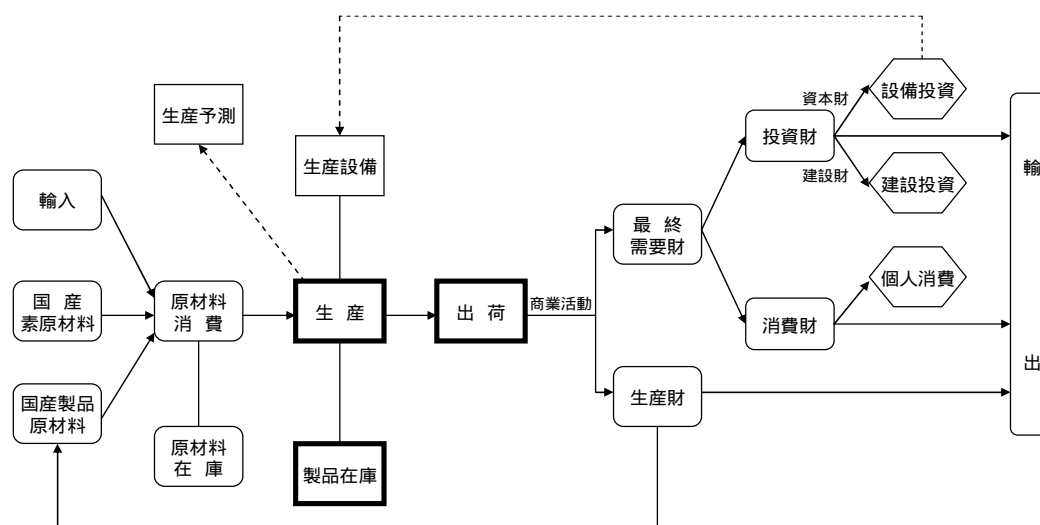 設備投資
資本財
生産予測
投資財
生産設備
建設財
建設投資
輸
輸入
最 終
需要財
個人消費
国 産
素原材料
原材料
消 費
生 産
出 荷
商業活動
消費財
出
国産製品
原材料
生産財
原材料
在 庫
製品在庫